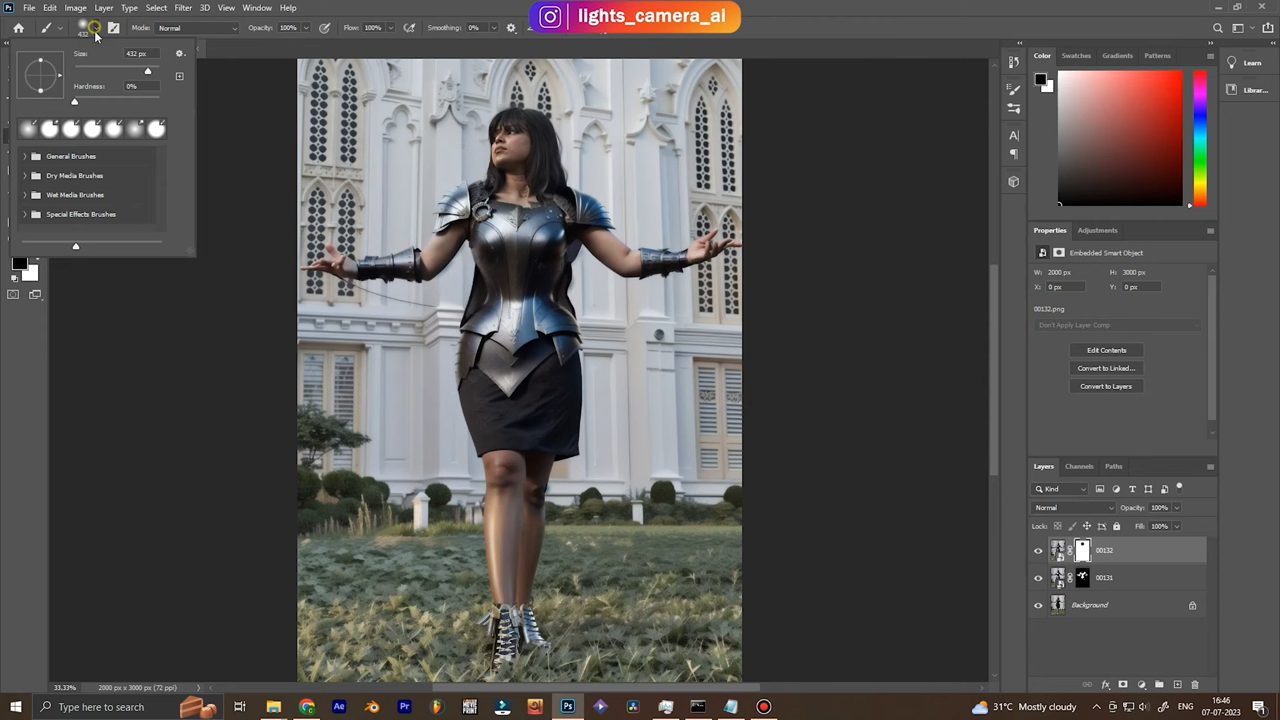 lights_camera_ai
Ps File Edit Image Layer Type Select Filter 3D View Window Help
432 Mode: Normal Opacity: 100% Flow: 100% Smoothing: 0%
Size: 432 px
Hardness: 0%
General Brushes
Dry Media Brushes
Wet Media Brushes
Special Effects Brushes
Color Swatches Gradients Patterns
Learn
Librar...
Properties Adjustments
Embedded Smart Object
W: 2000 px H: 3000 px
X: 0 px Y: 0 px
00132.png
Don't Apply Layer Comp
Edit Contents
Convert to Linked...
Convert to Layers
Layers Channels Paths
Kind
Normal Opacity: 100%
Lock: Fill: 100%
00132
00131
Background
33.33% 2000 px x 3000 px (72 ppi)
Type here to search
Ae Pr Ps
31°C Mostly cloudy
16:46
07-07-2023